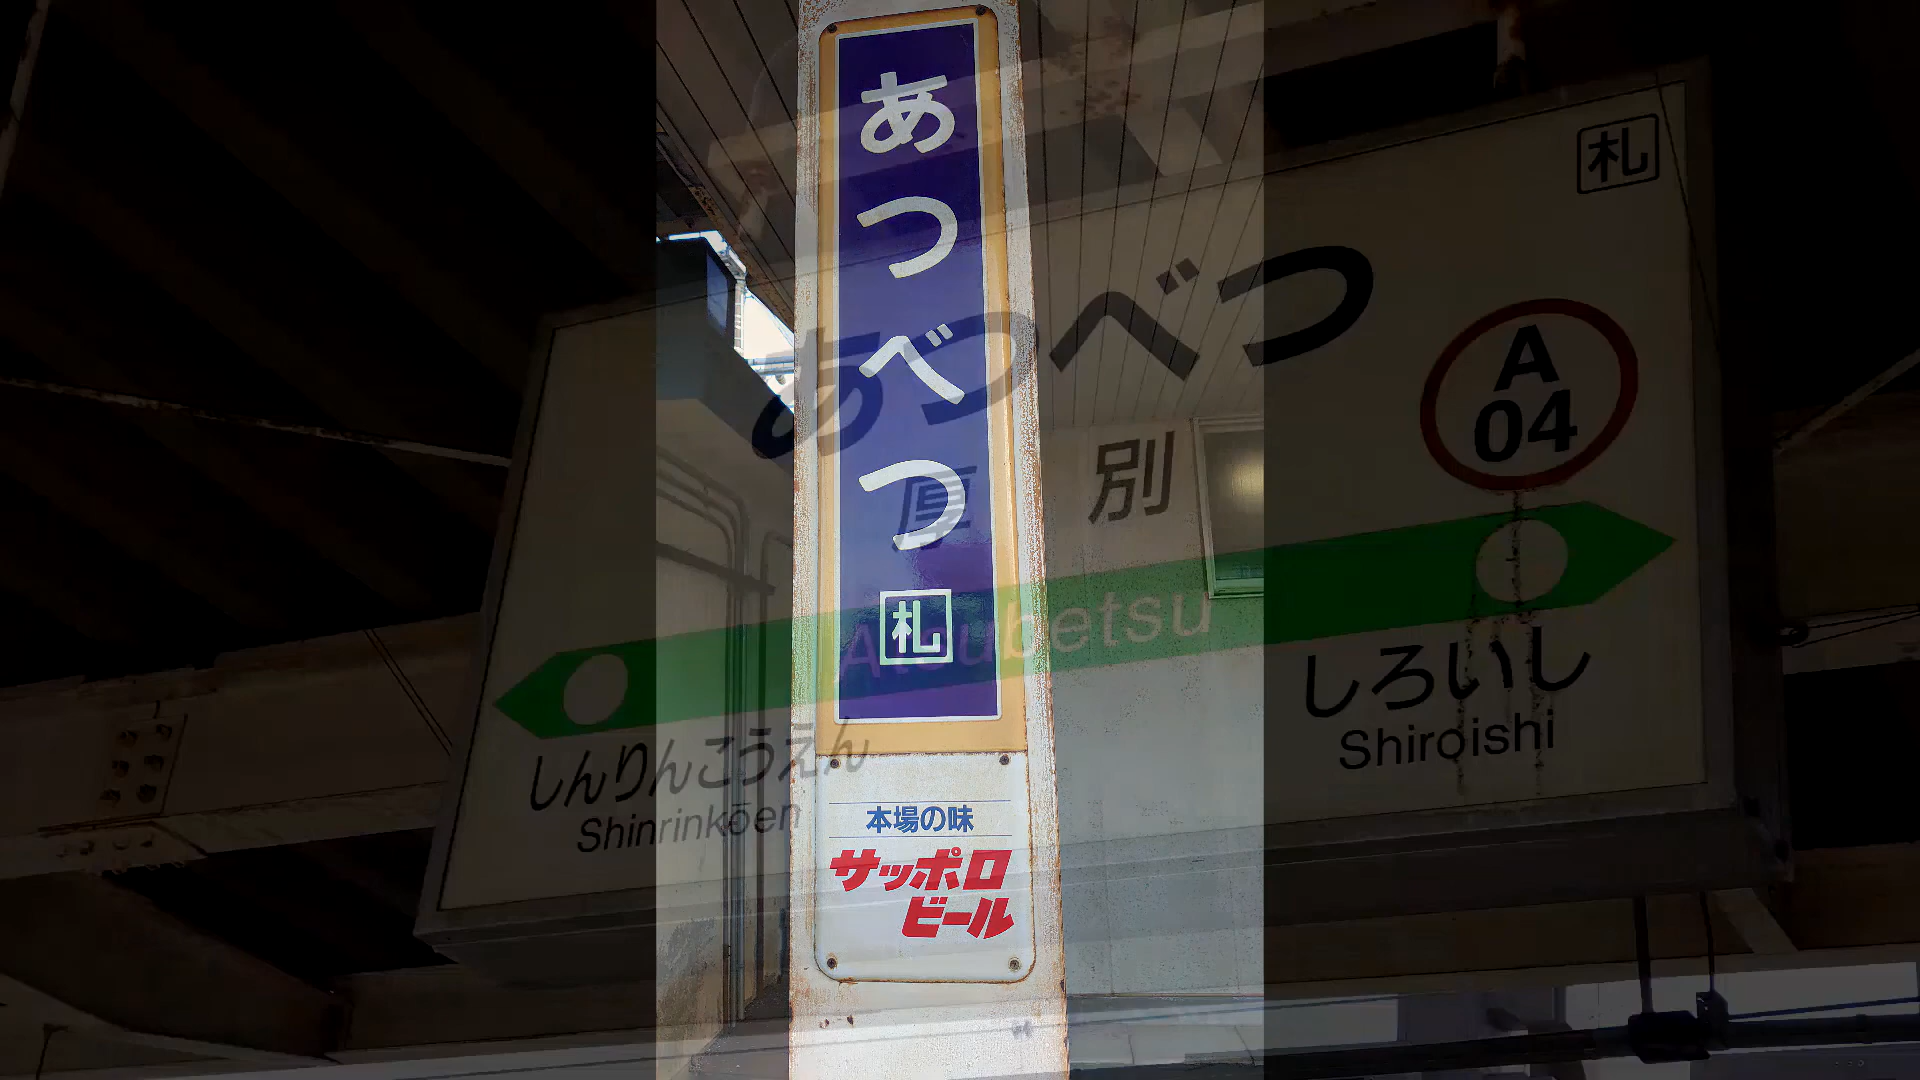 あつべつ
札
本場の味
サッポロ
ビール
札
あつべつ
A
04
厚別
Atsubetsu
しろいし
Shiroishi
しんりんこうえん
Shinrinkōen